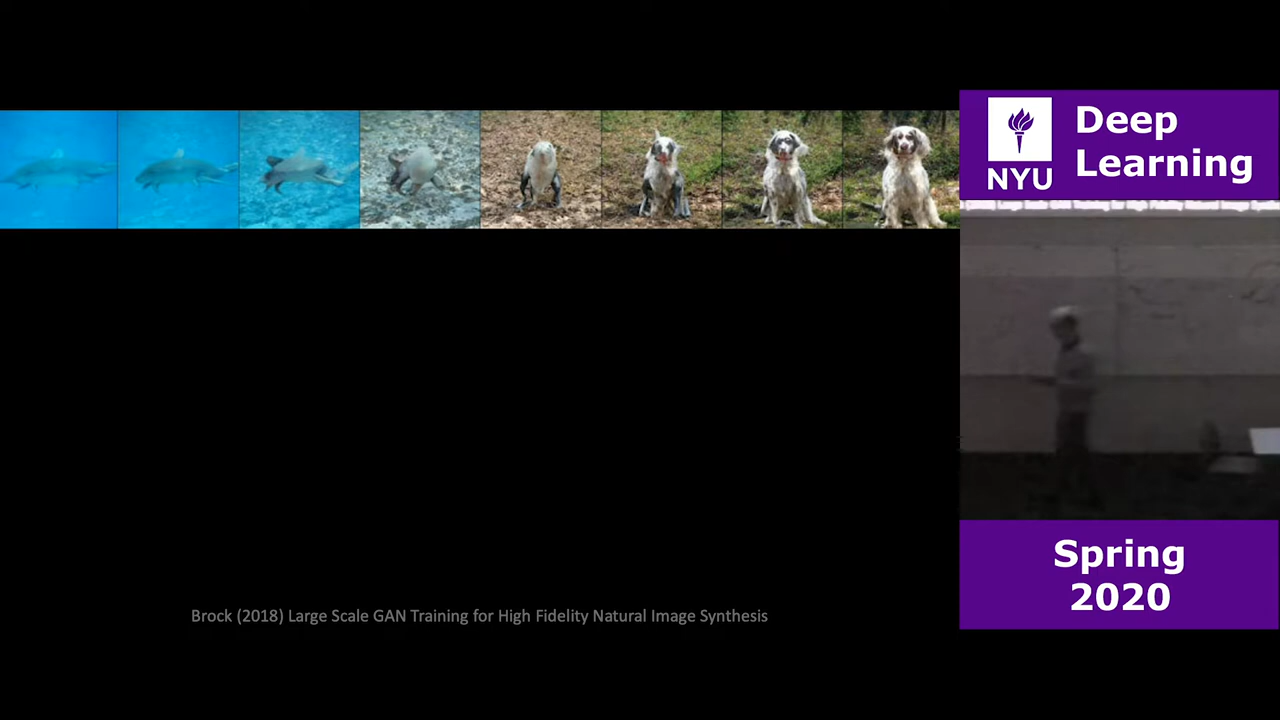 Deep
Learning
NYU
Spring
2020
Brock (2018) Large Scale GAN Training for High Fidelity Natural Image Synthesis